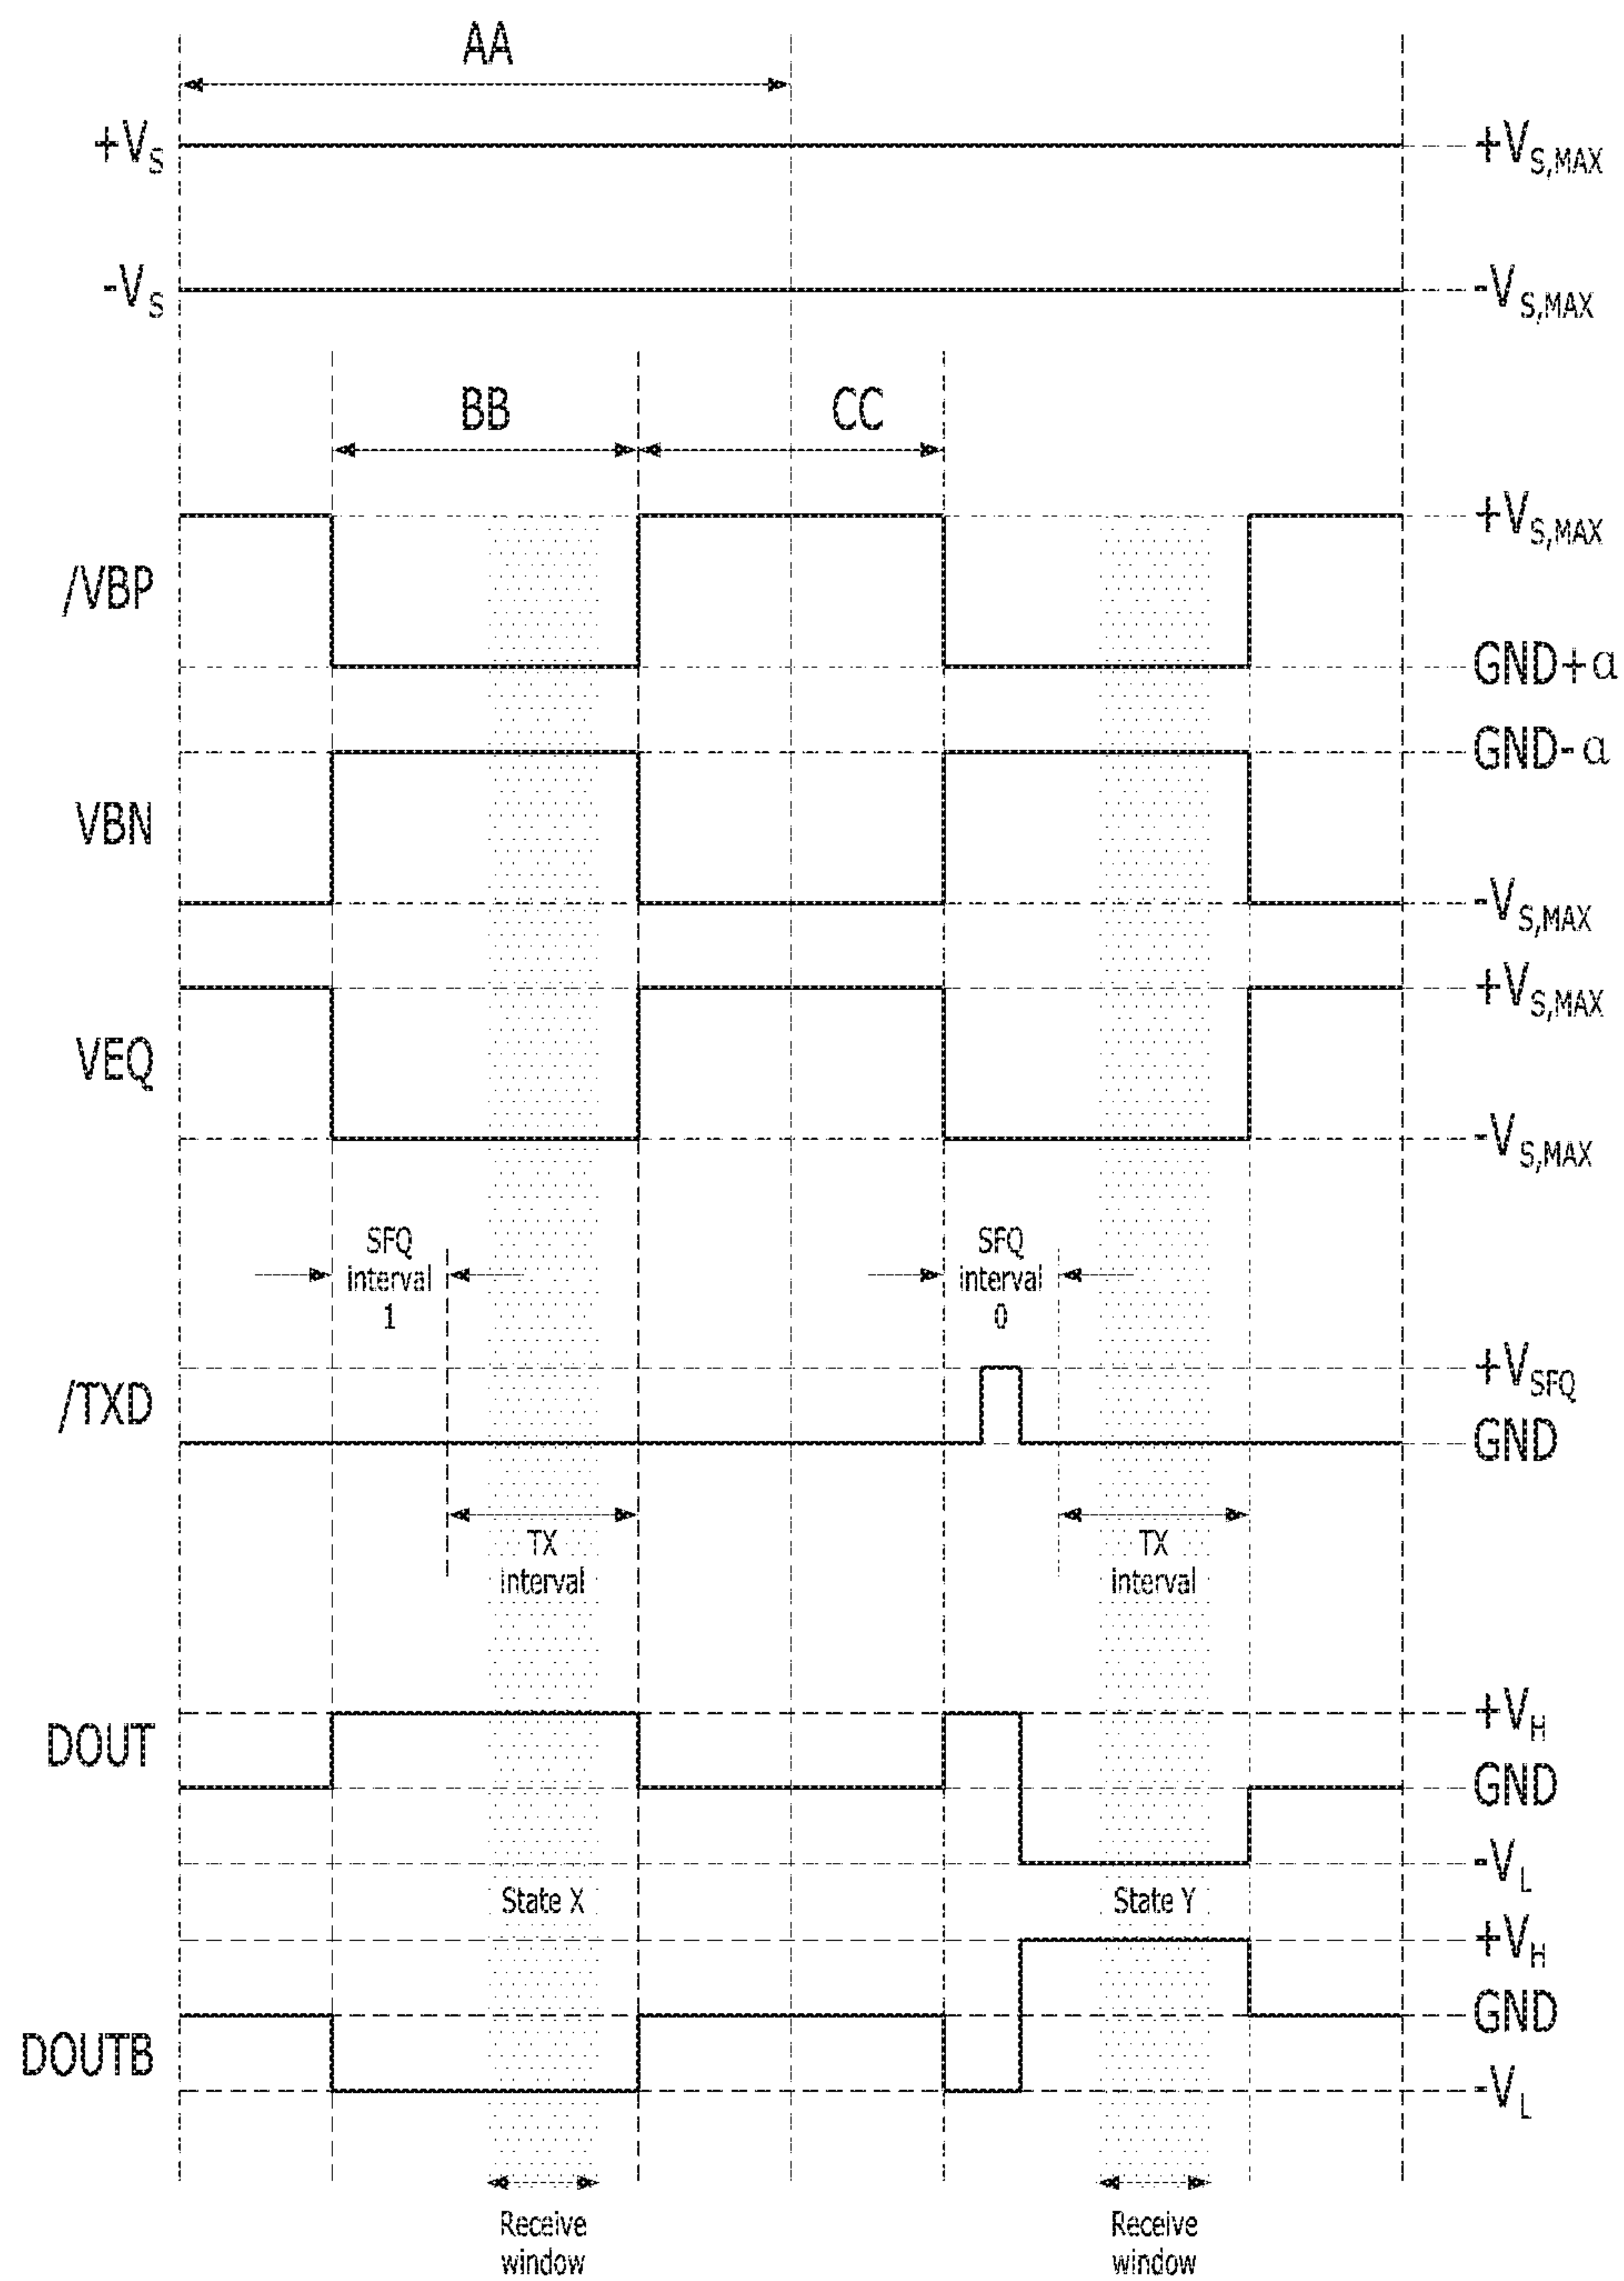 AA
+VS
+VS,MAX
-VS
-VS,MAX
BB
CC
+VS,MAX
/VBP
GND+α
GND-α
VBN
-VS,MAX
+VS,MAX
VEQ
-VS,MAX
SFQ
interval
1
SFQ
interval
0
+VSFQ
/TXD
GND
TX
interval
TX
interval
+VH
DOUT
GND
-VL
State X
State Y
+VH
GND
DOUTB
-VL
Receive
window
Receive
window